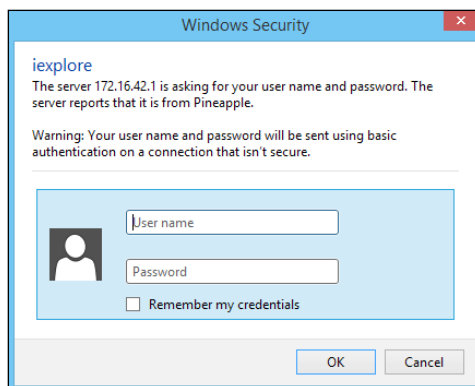 Windows Security
iexplore
The server 172.16.42.1 is asking for your user name and password. The
server reports that it is from Pineapple.
Warning: Your user name and password will be sent using basic
authentication on a connection that isn't secure.
User name
Password
Remember my credentials
OK
Cancel